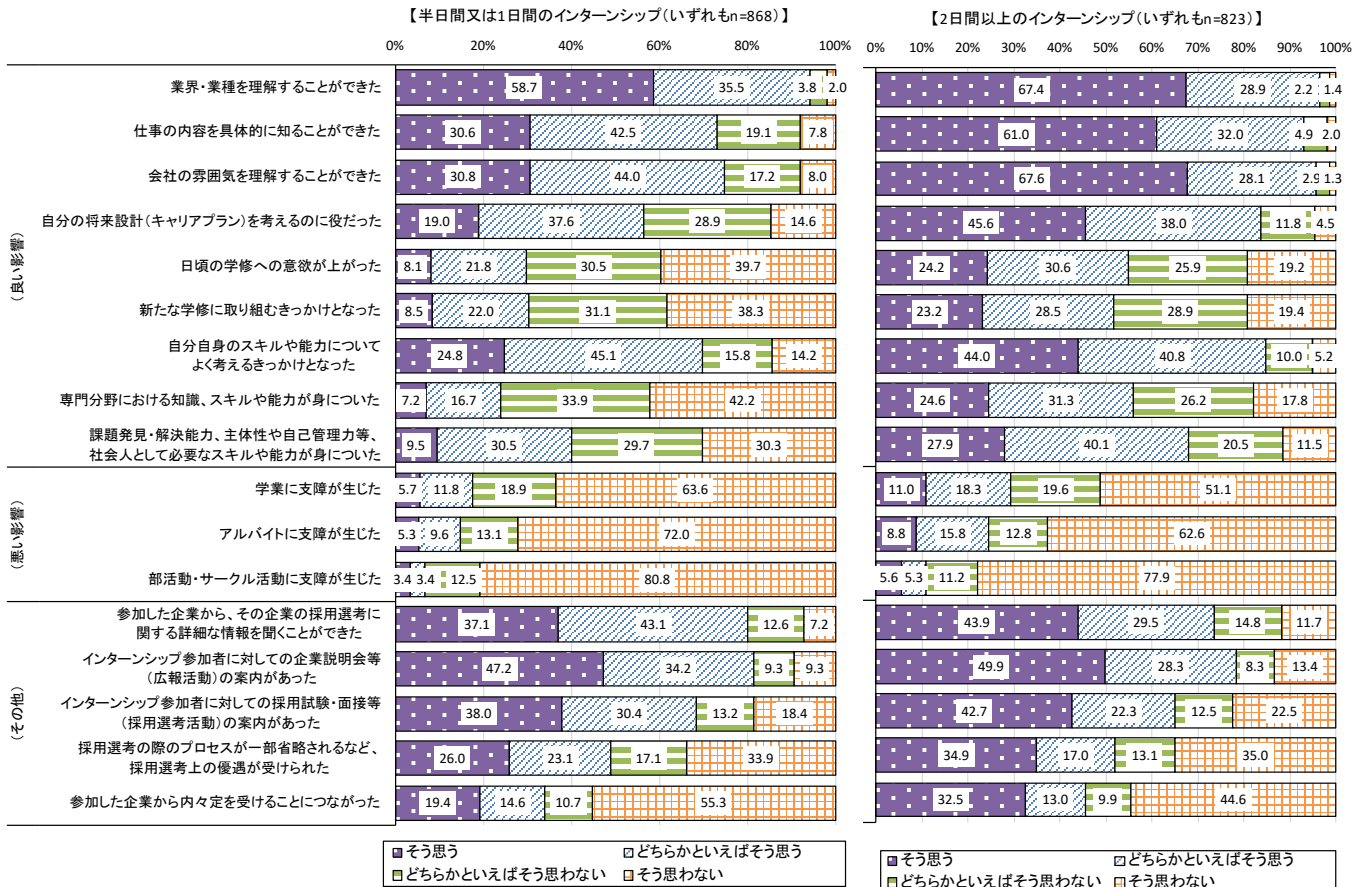 【半日間又は1日間のインターンシップ(いずれもn=868)】
【2日間以上のインターンシップ(いずれもn=823)】
0% 20% 40% 60% 80% 100%
0% 10% 20% 30% 40% 50% 60% 70% 80% 90% 100%
(良い影響)
業界・業種を理解することができた
58.7 35.5 3.8 2.0
67.4 28.9 2.2 1.4
仕事の内容を具体的に知ることができた
30.6 42.5 19.1 7.8
61.0 32.0 4.9 2.0
会社の雰囲気を理解することができた
30.8 44.0 17.2 8.0
67.6 28.1 2.9 1.3
自分の将来設計(キャリアプラン)を考えるのに役だった
19.0 37.6 28.9 14.6
45.6 38.0 11.8 4.5
日頃の学修への意欲が上がった
8.1 21.8 30.5 39.7
24.2 30.6 25.9 19.2
新たな学修に取り組むきっかけとなった
8.5 22.0 31.1 38.3
23.2 28.5 28.9 19.4
自分自身のスキルや能力について
よく考えるきっかけとなった
24.8 45.1 15.8 14.2
44.0 40.8 10.0 5.2
専門分野における知識、スキルや能力が身についた
7.2 16.7 33.9 42.2
24.6 31.3 26.2 17.8
課題発見・解決能力、主体性や自己管理力等、
社会人として必要なスキルや能力が身についた
9.5 30.5 29.7 30.3
27.9 40.1 20.5 11.5
(悪い影響)
学業に支障が生じた
5.7 11.8 18.9 63.6
11.0 18.3 19.6 51.1
アルバイトに支障が生じた
5.3 9.6 13.1 72.0
8.8 15.8 12.8 62.6
部活動・サークル活動に支障が生じた
3.4 3.4 12.5 80.8
5.6 5.3 11.2 77.9
(その他)
参加した企業から、その企業の採用選考に
関する詳細な情報を聞くことができた
37.1 43.1 12.6 7.2
43.9 29.5 14.8 11.7
インターンシップ参加者に対しての企業説明会等
(広報活動)の案内があった
47.2 34.2 9.3 9.3
49.9 28.3 8.3 13.4
インターンシップ参加者に対しての採用試験・面接等
(採用選考活動)の案内があった
38.0 30.4 13.2 18.4
42.7 22.3 12.5 22.5
採用選考の際のプロセスが一部省略されるなど、
採用選考上の優遇が受けられた
26.0 23.1 17.1 33.9
34.9 17.0 13.1 35.0
参加した企業から内々定を受けることにつながった
19.4 14.6 10.7 55.3
32.5 13.0 9.9 44.6
そう思う どちらかといえばそう思う
どちらかといえばそう思わない そう思わない
そう思う どちらかといえばそう思う
どちらかといえばそう思わない そう思わない